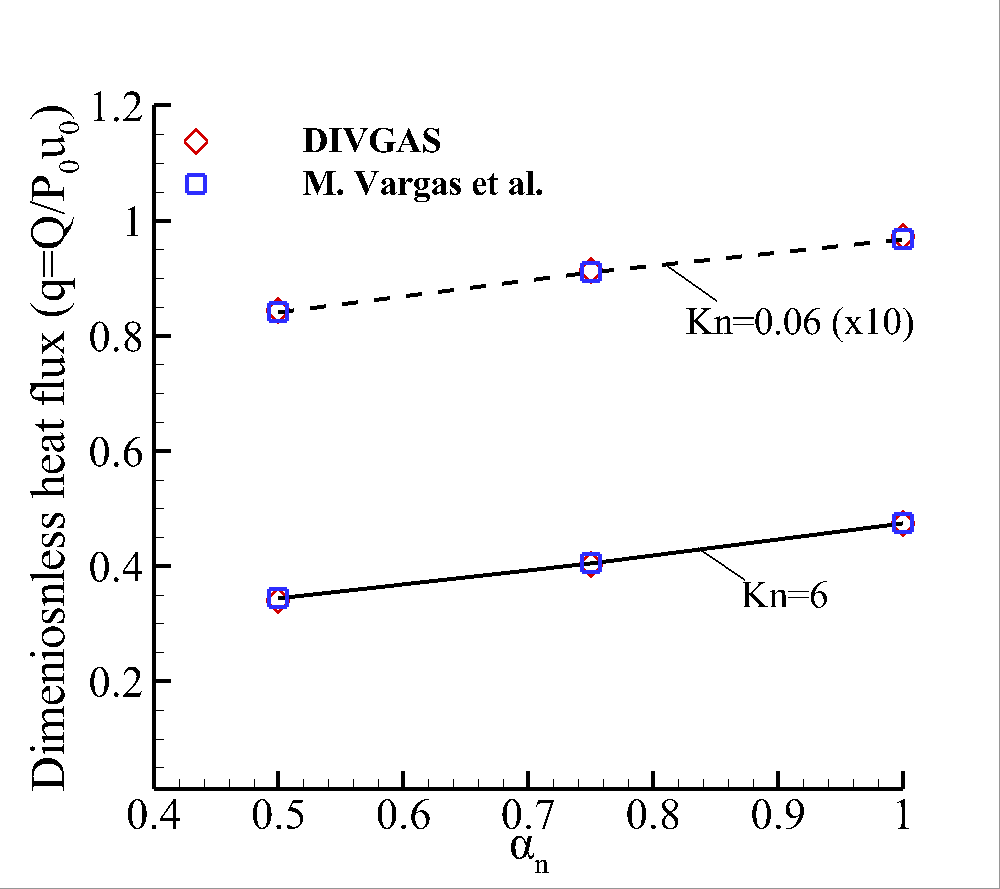 Dimeniosnless heat flux (q=Q/P₀u₀)
1.2
1
0.8
0.6
0.4
0.2
DIVGAS
M. Vargas et al.
Kn=0.06 (x10)
Kn=6
0.4 0.5 0.6 0.7 0.8 0.9 1
αₙ